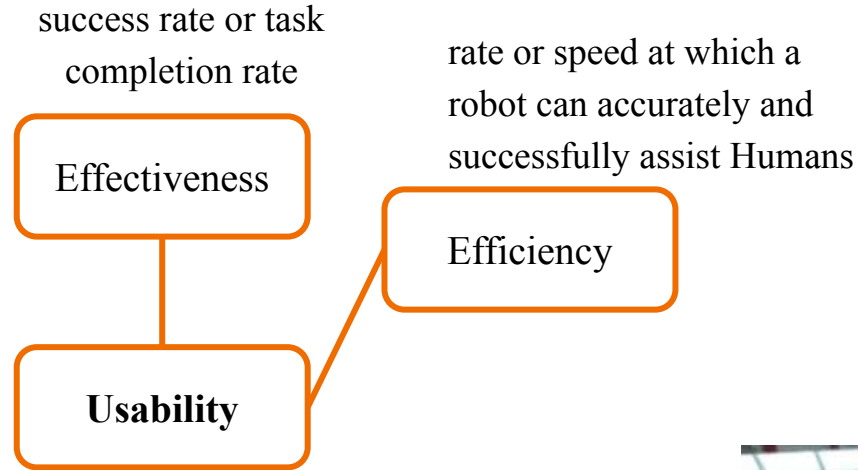 success rate or task
completion rate
Effectiveness
rate or speed at which a
robot can accurately and
successfully assist Humans
Efficiency
Usability